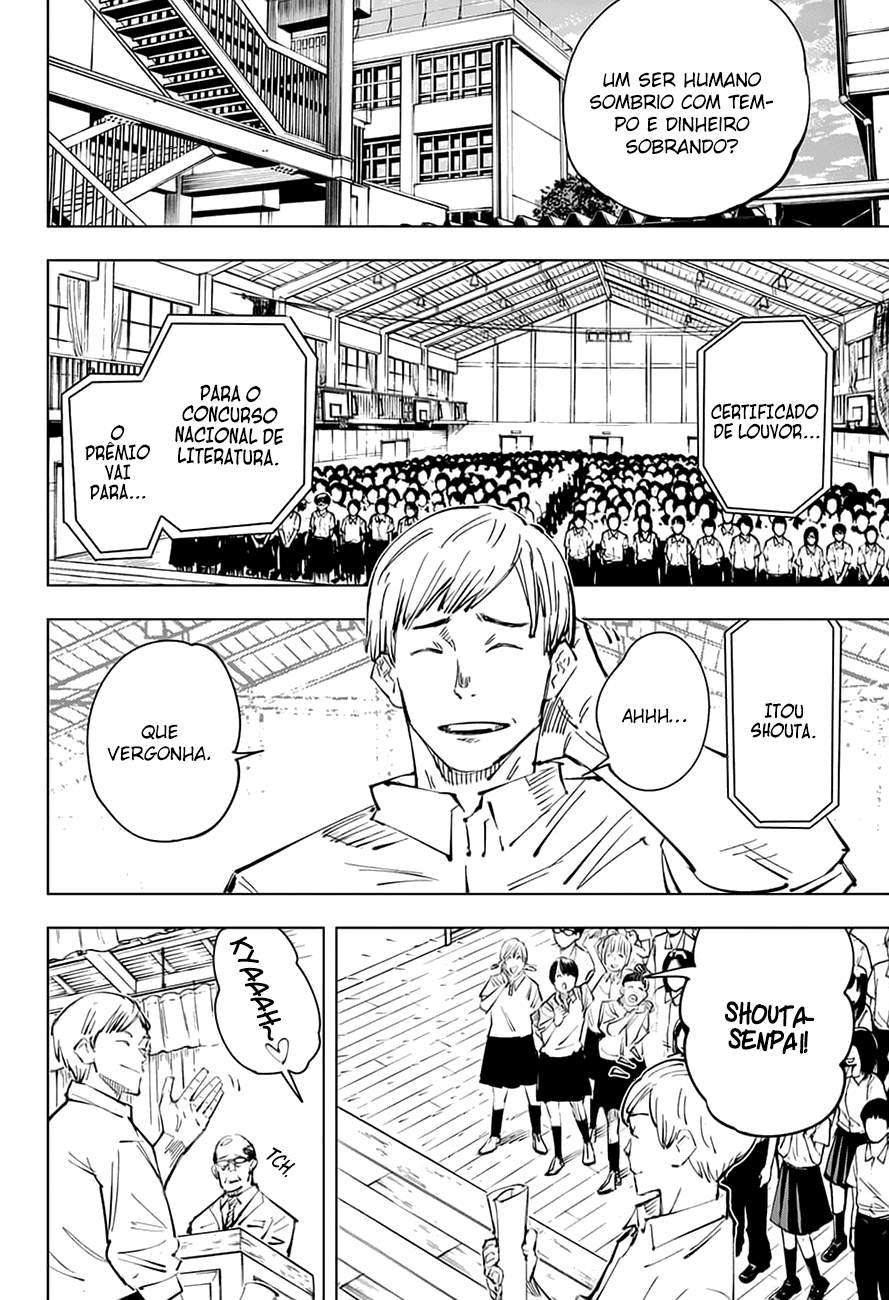 UM SER HUMANO
SOMBRIO COM TEM-
PO E DINHEIRO
SOBRANDO?
CERTIFICADO
DE LOUVOR...
PARA O
CONCURSO
NACIONAL DE
LITERATURA.
O
PRÊMIO
VAI
PARA...
ITOU
SHOUTA.
AHHH...
QUE
VERGONHA.
SHOUTA-
SENPAI!
KYAAAH~♡
TCH.